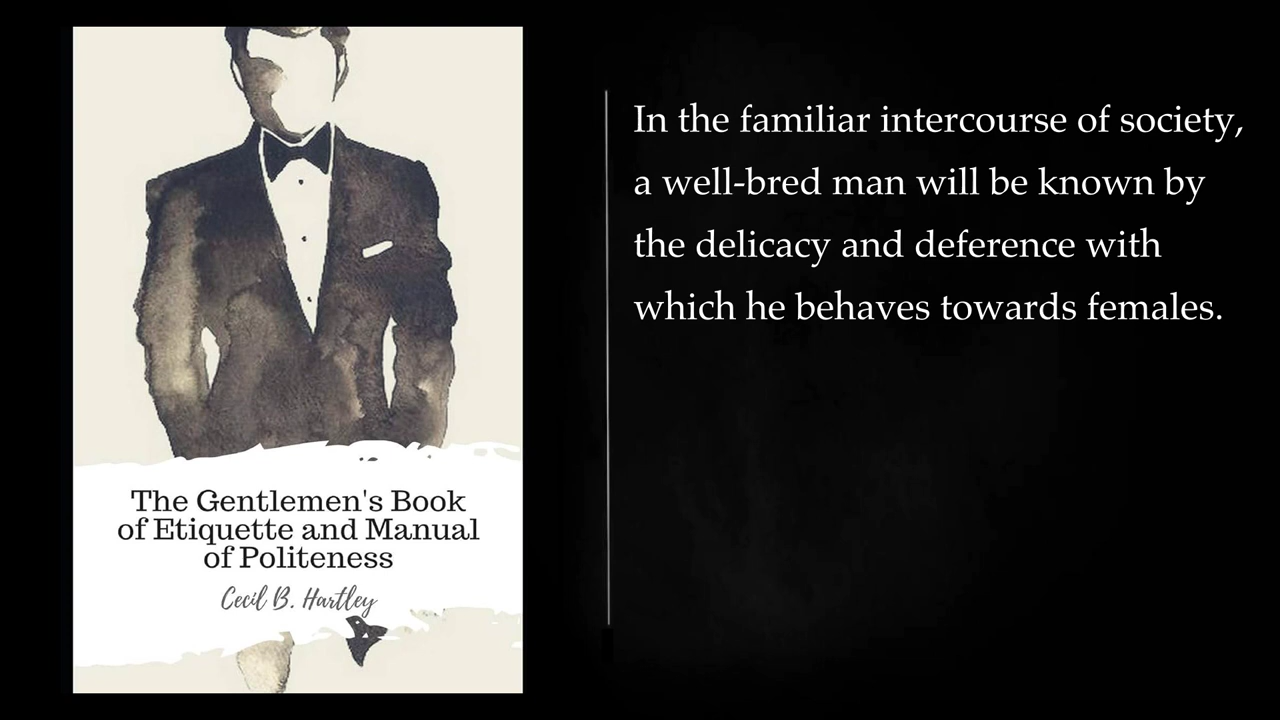 The Gentlemen's Book
of Etiquette and Manual
of Politeness
Cecil B. Hartley
In the familiar intercourse of society,
a well-bred man will be known by
the delicacy and deference with
which he behaves towards females.